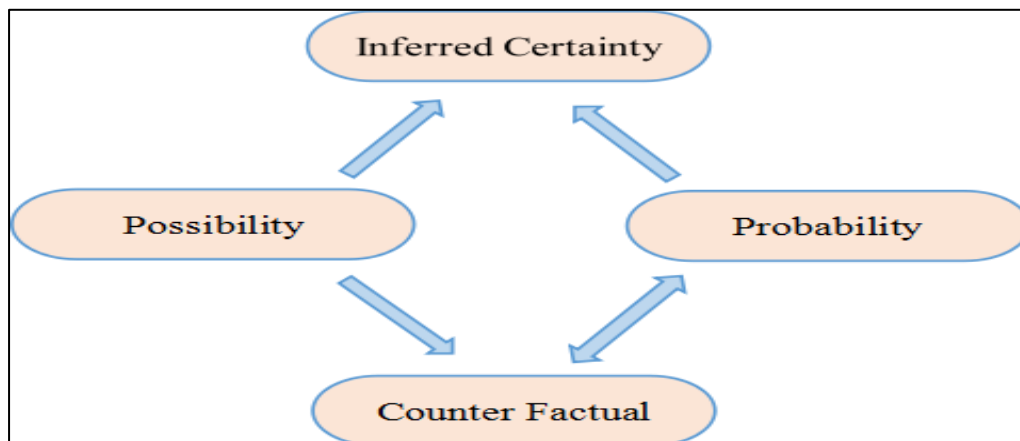 Inferred Certainty
Possibility
Probability
Counter Factual